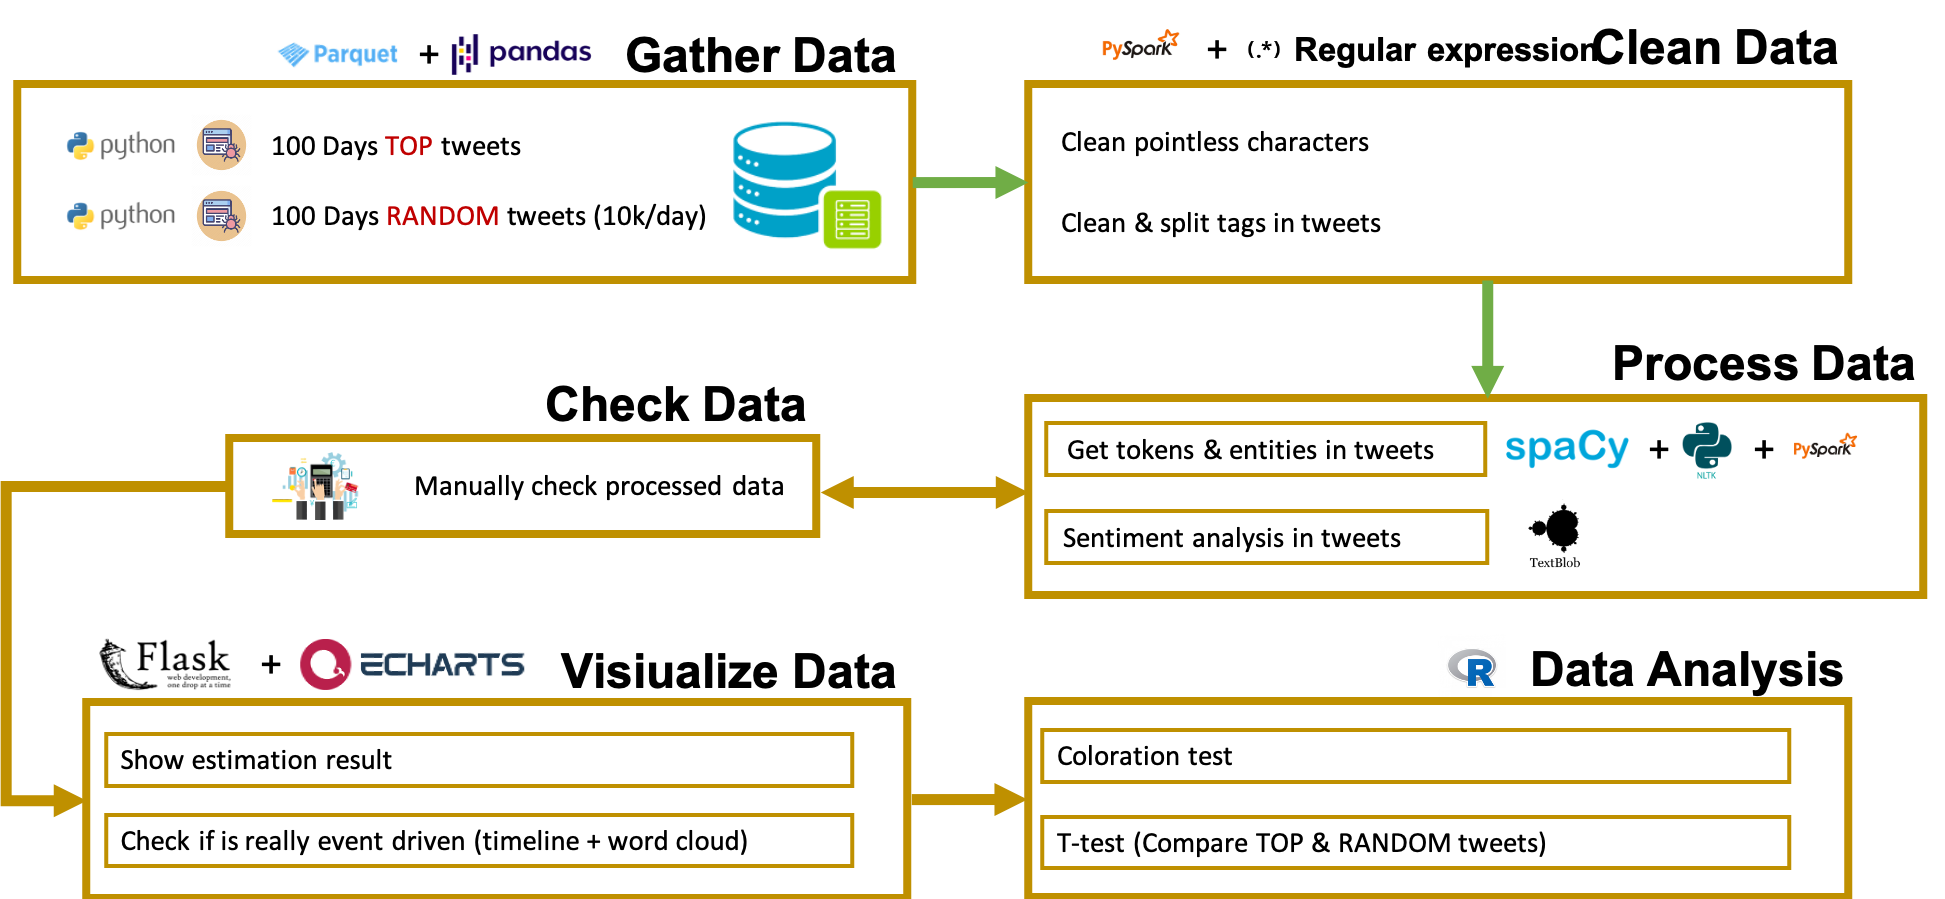 Parquet + pandas Gather Data
python 100 Days TOP tweets
python 100 Days RANDOM tweets (10k/day)
PySpark + (.*) Regular expression Clean Data
Clean pointless characters
Clean & split tags in tweets
Process Data
Get tokens & entities in tweets spaCy + NLTK + PySpark
Sentiment analysis in tweets TextBlob
Check Data
Manually check processed data
Flask web development, one drop at a time + ECHARTS Visiualize Data
Show estimation result
Check if is really event driven (timeline + word cloud)
R Data Analysis
Coloration test
T-test (Compare TOP & RANDOM tweets)